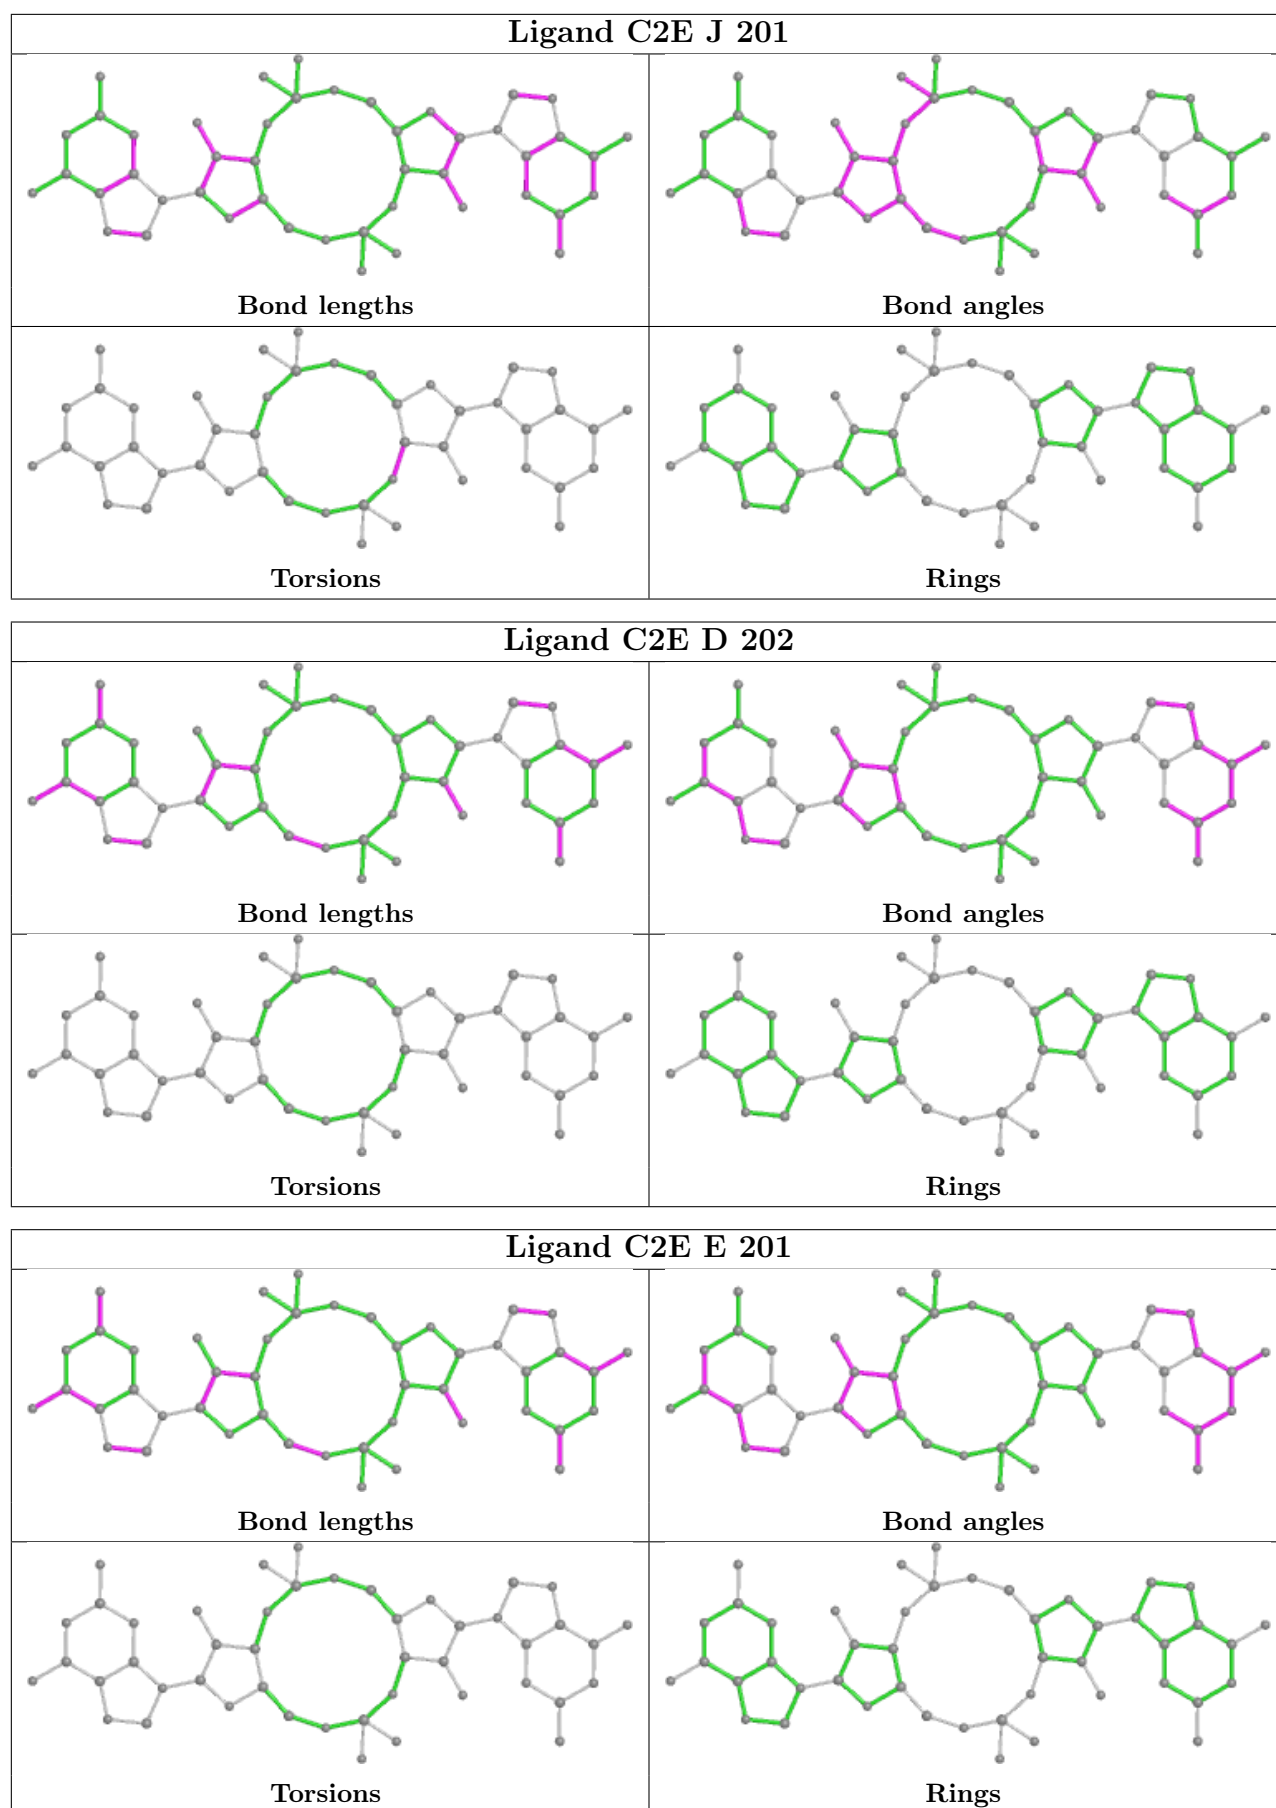 Ligand C2E J 201
Bond lengths
Bond angles
Torsions
Rings
Ligand C2E D 202
Bond lengths
Bond angles
Torsions
Rings
Ligand C2E E 201
Bond lengths
Bond angles
Torsions
Rings